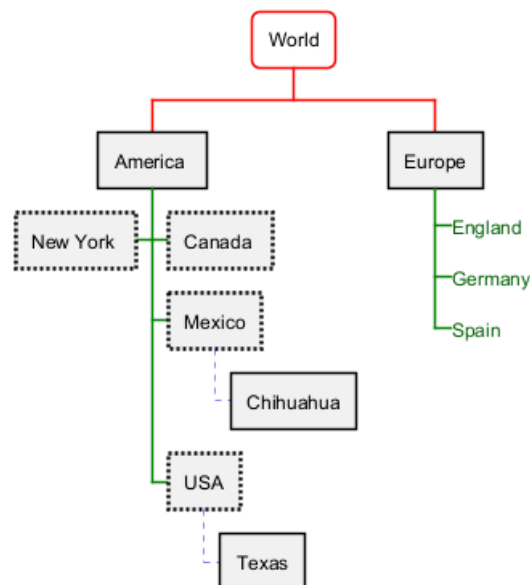 World
America
Europe
New York
Canada
England
Germany
Mexico
Spain
Chihuahua
USA
Texas